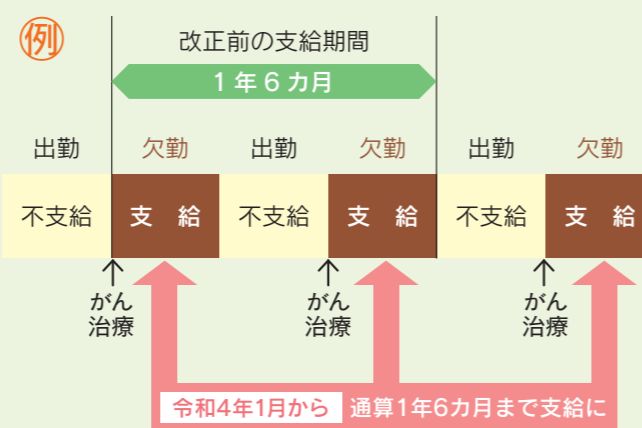 例
改正前の支給期間
1年6カ月
出勤 欠勤 出勤 欠勤 出勤 欠勤
不支給 支 給 不支給 支 給 不支給 支 給
がん
治療
がん
治療
がん
治療
令和4年1月から 通算1年6カ月まで支給に